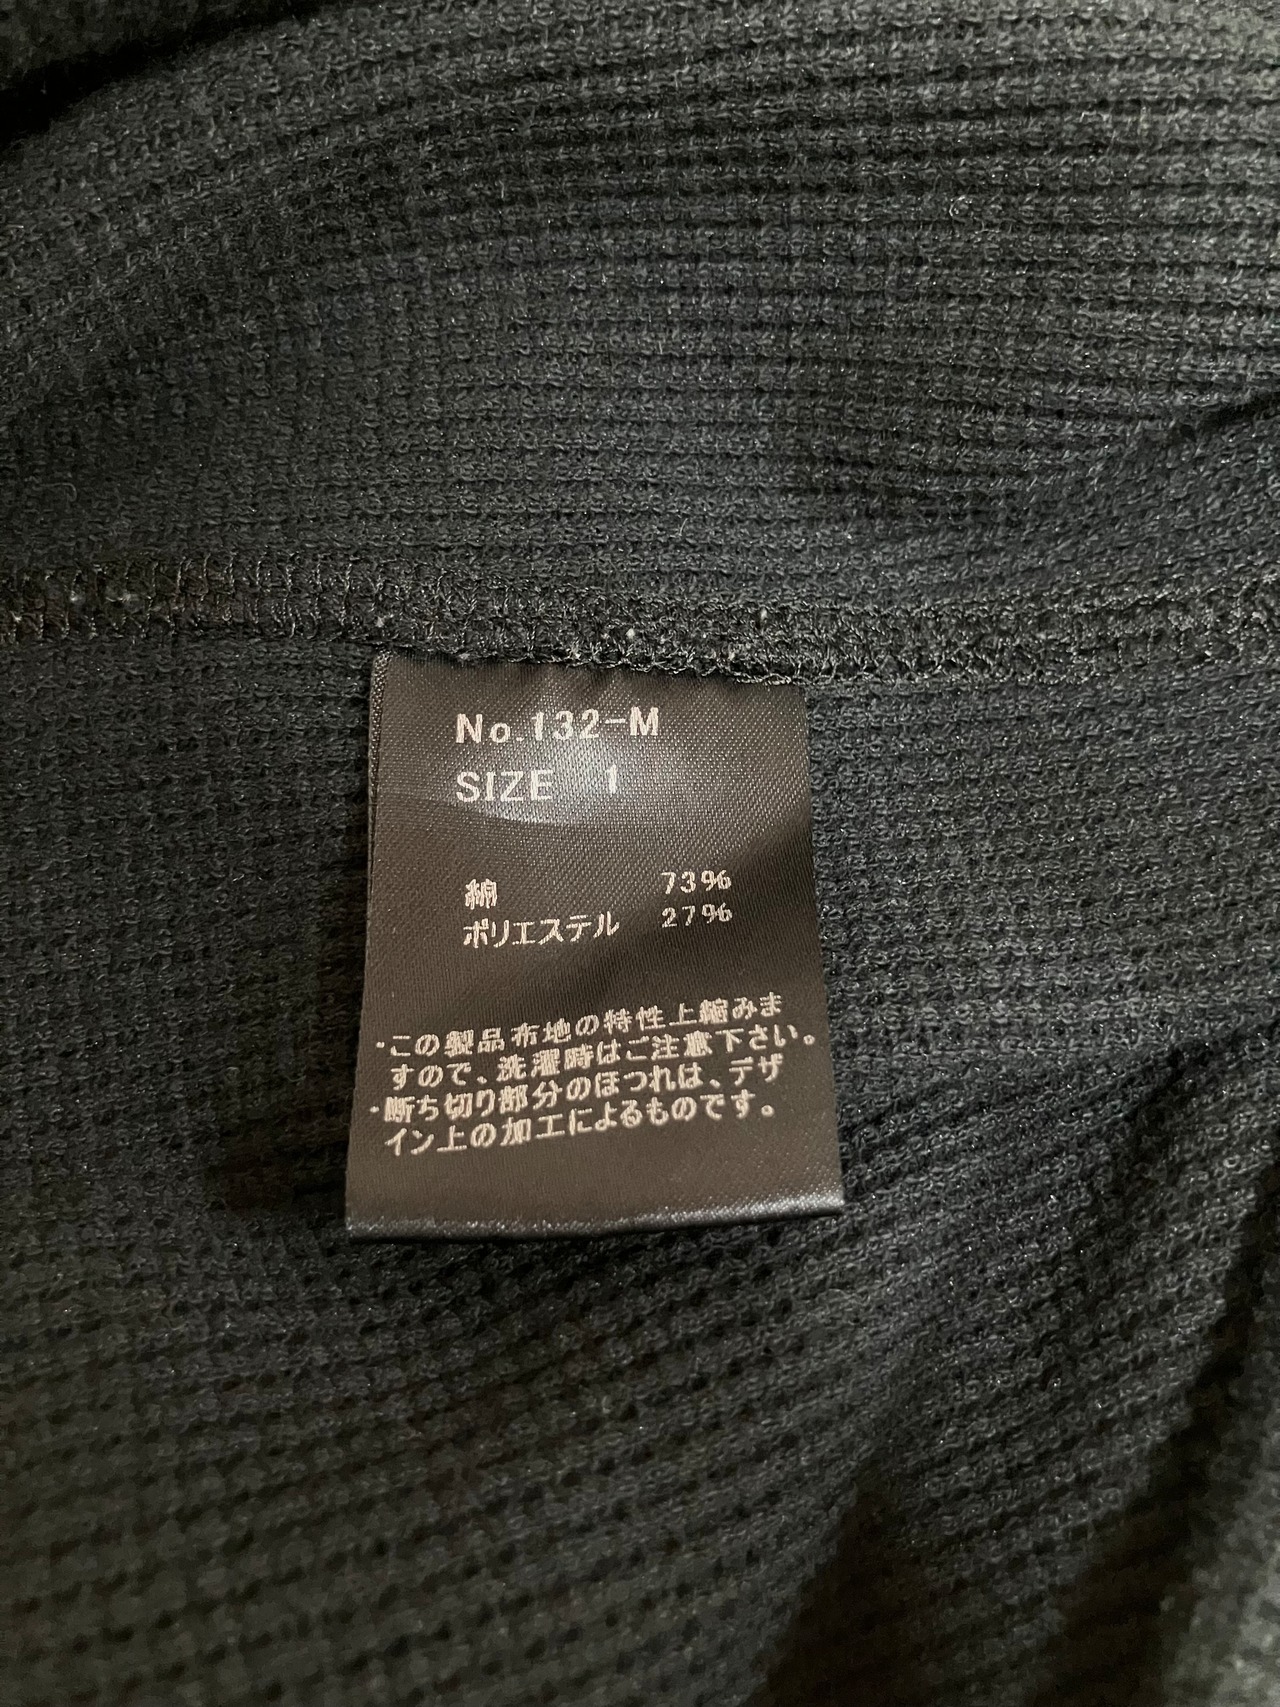 No.132-M
SIZE 1
綿 73%
ポリエステル 27%
・この製品布地の特性上縮みま
すので、洗濯時はご注意下さい。
・断ち切り部分のほつれは、デザ
イン上の加工によるものです。